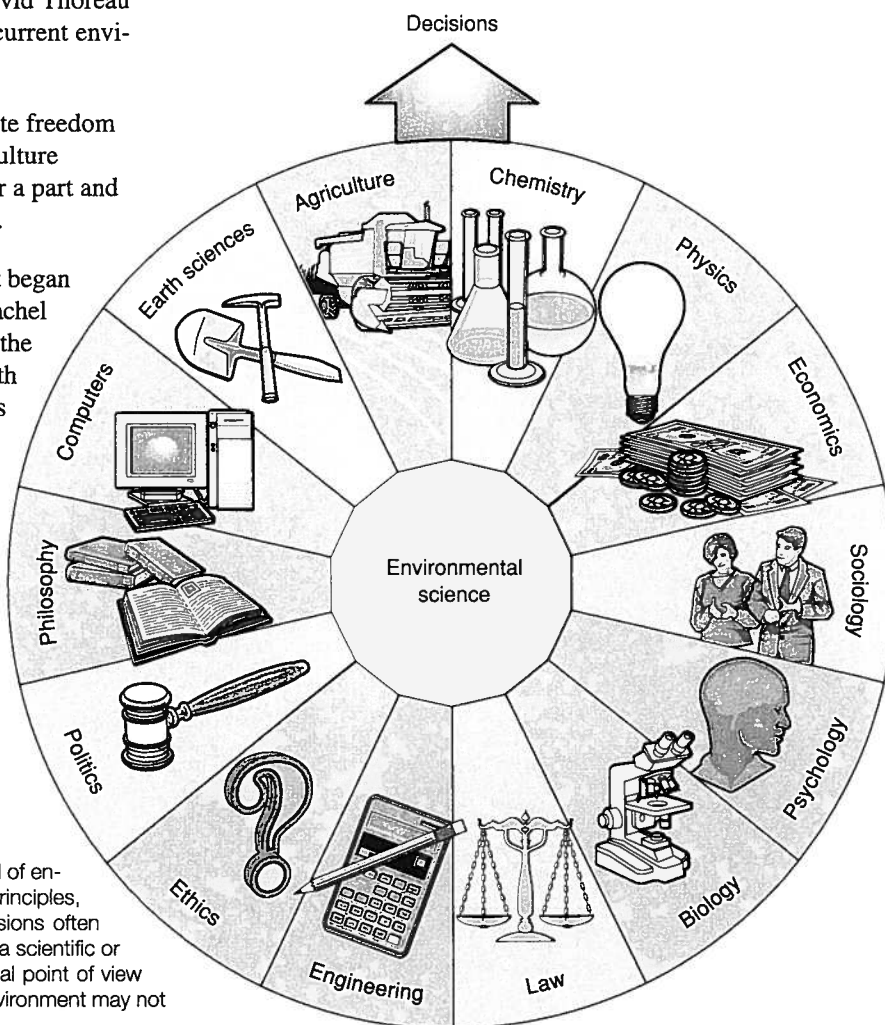 vid Thoreau
current envi-
te freedom
ulture
r a part and
t began
achel
the
th
s
l of en-
rinciples,
sions often
a scientific or
al point of view
vironment may not
Decisions
Agriculture
Chemistry
Physics
Economics
Sociology
Psychology
Biology
Law
Engineering
Ethics
Politics
Philosophy
Computers
Earth sciences
Environmental
science